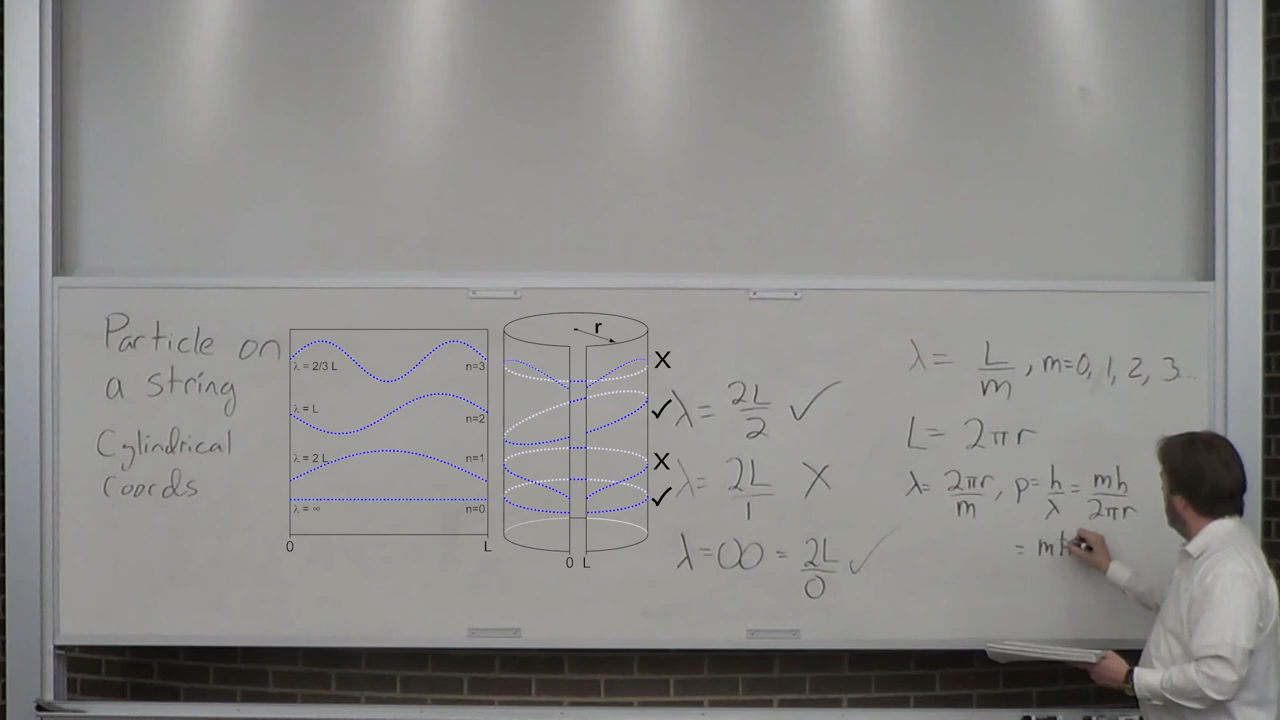 Particle on
a string
Cylindrical
Coords
λ = 2/3 L
n=3
λ = L
n=2
λ = 2 L
n=1
λ = ∞
n=0
0
L
r
X
✓
X
✓
0 L
λ = 2L/2 ✓
λ = 2L/1 X
λ = ∞ = 2L/0 ✓
λ = L/m , m=0, 1, 2, 3...
L = 2πr
λ = 2πr/m , p = h/λ = mh/2πr